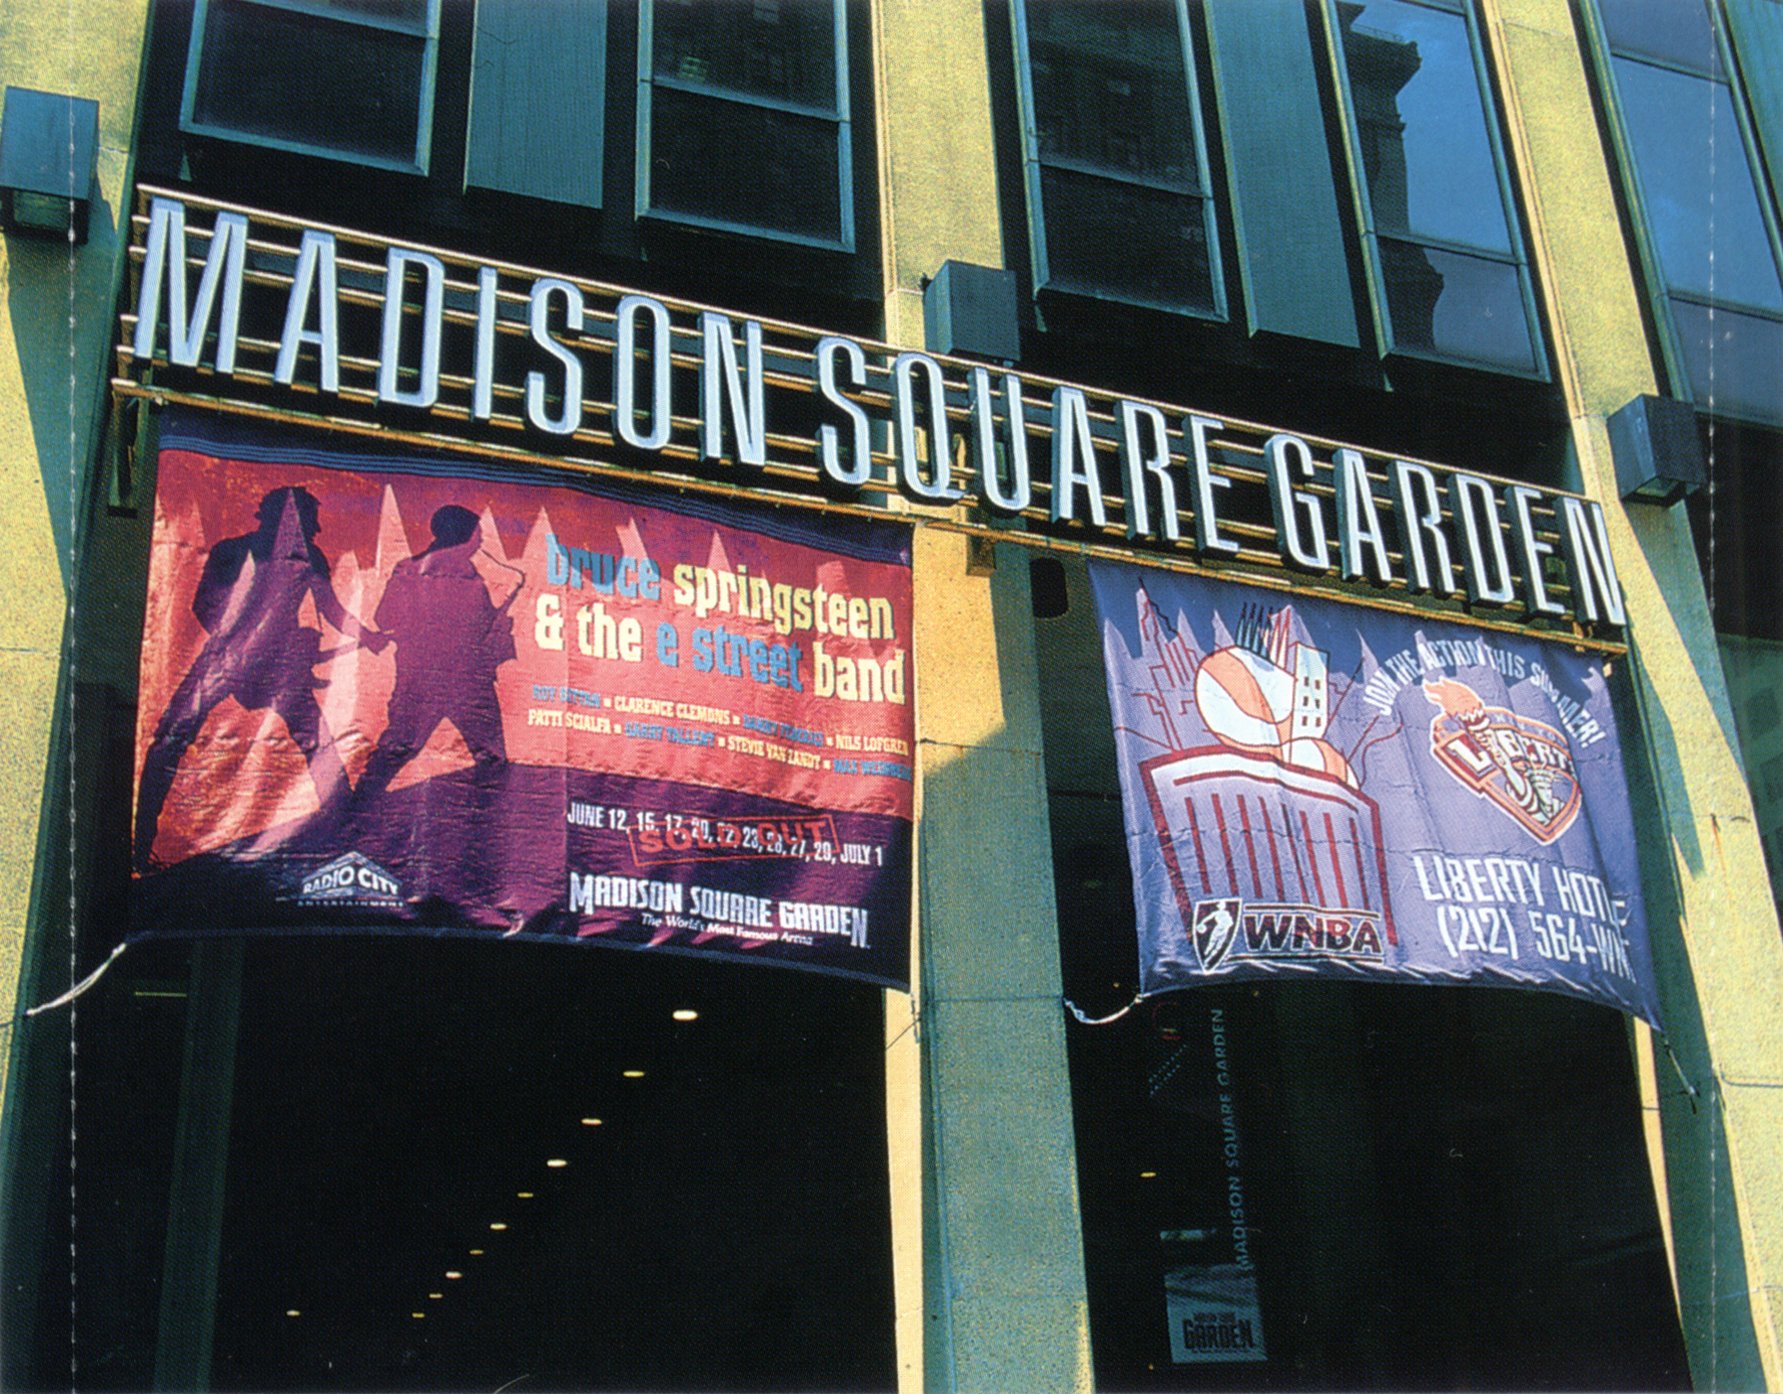 MADISON SQUARE GARDEN
bruce springsteen
& the e street band
ROY BITTAN ■ CLARENCE CLEMONS ■ DANNY FEDERICI ■ NILS LOFGREN
PATTI SCIALFA ■ GARRY TALLENT ■ STEVIE VAN ZANDT ■ MAX WEINBERG
JUNE 12, 15, 17, 20, 22, 23, 26, 27, 29, JULY 1
SOLD OUT
RADIO CITY
ENTERTAINMENT
MADISON SQUARE GARDEN
The World's Most Famous Arena
JOIN THE ACTION THIS SUMMER!
LIBERTY
LIBERTY HOTL
(212) 564-WN
WNBA
MADISON SQUARE GARDEN
GARDEN